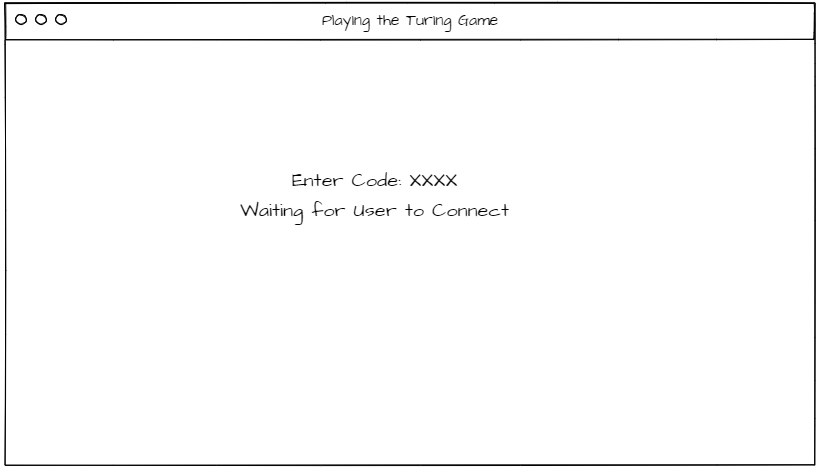 Playing the Turing Game
Enter Code: XXXX
Waiting for User to Connect